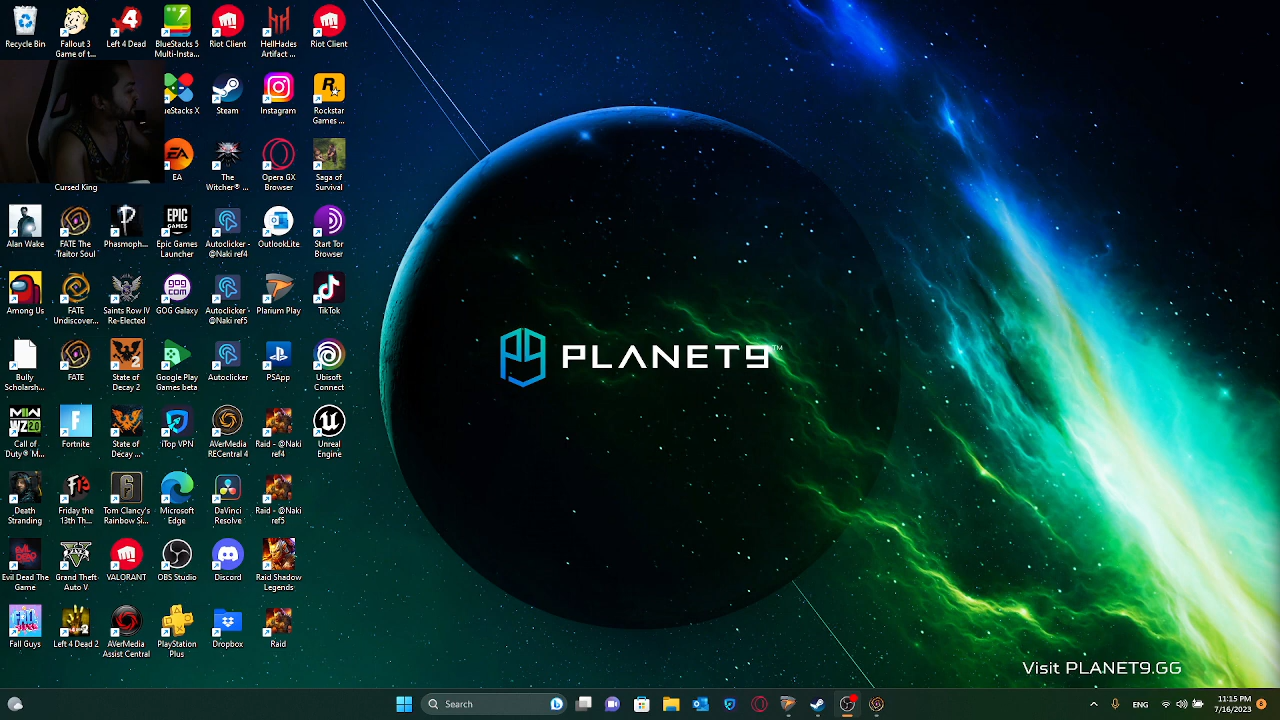 Recycle Bin
Fallout 3
Game of t...
Left 4 Dead
BlueStacks 5
Multi-Insta...
Riot Client
HellHades
Artifact ...
Riot Client
eStacks X
Steam
Instagram
Rockstar
Games ...
Cursed King
EA
The
Witcher® ...
Opera GX
Browser
Saga of
Survival
Alan Wake
FATE The
Traitor Soul
Phasmoph...
EPIC
GAMES
Epic Games
Launcher
Autoclicker -
@Naki ref4
OutlookLite
Start Tor
Browser
Among Us
FATE
Undiscover...
Saints Row IV
Re-Elected
GOG
COM
GOG Galaxy
Autoclicker -
@Naki ref5
Plarium Play
TikTok
Bully
Scholarsh...
FATE
State of
Decay 2
Google Play
Games beta
Autoclicker
PSApp
Ubisoft
Connect
Call of
Duty® M...
Fortnite
State of
Decay ...
iTop VPN
AVerMedia
RECentral 4
Raid - @Naki
ref4
Unreal
Engine
Death
Stranding
Friday the
13th Th...
Tom Clancy's
Rainbow Si...
Microsoft
Edge
DaVinci
Resolve
Raid - @Naki
ref5
Evil Dead The
Game
Grand Theft
Auto V
VALORANT
OBS Studio
Discord
Raid Shadow
Legends
Fall Guys
Left 4 Dead 2
AVerMedia
Assist Central
PlayStation
Plus
Dropbox
Raid
PLANET9™
Visit PLANET9.GG
Search
ENG
11:15 PM
7/16/2023
8